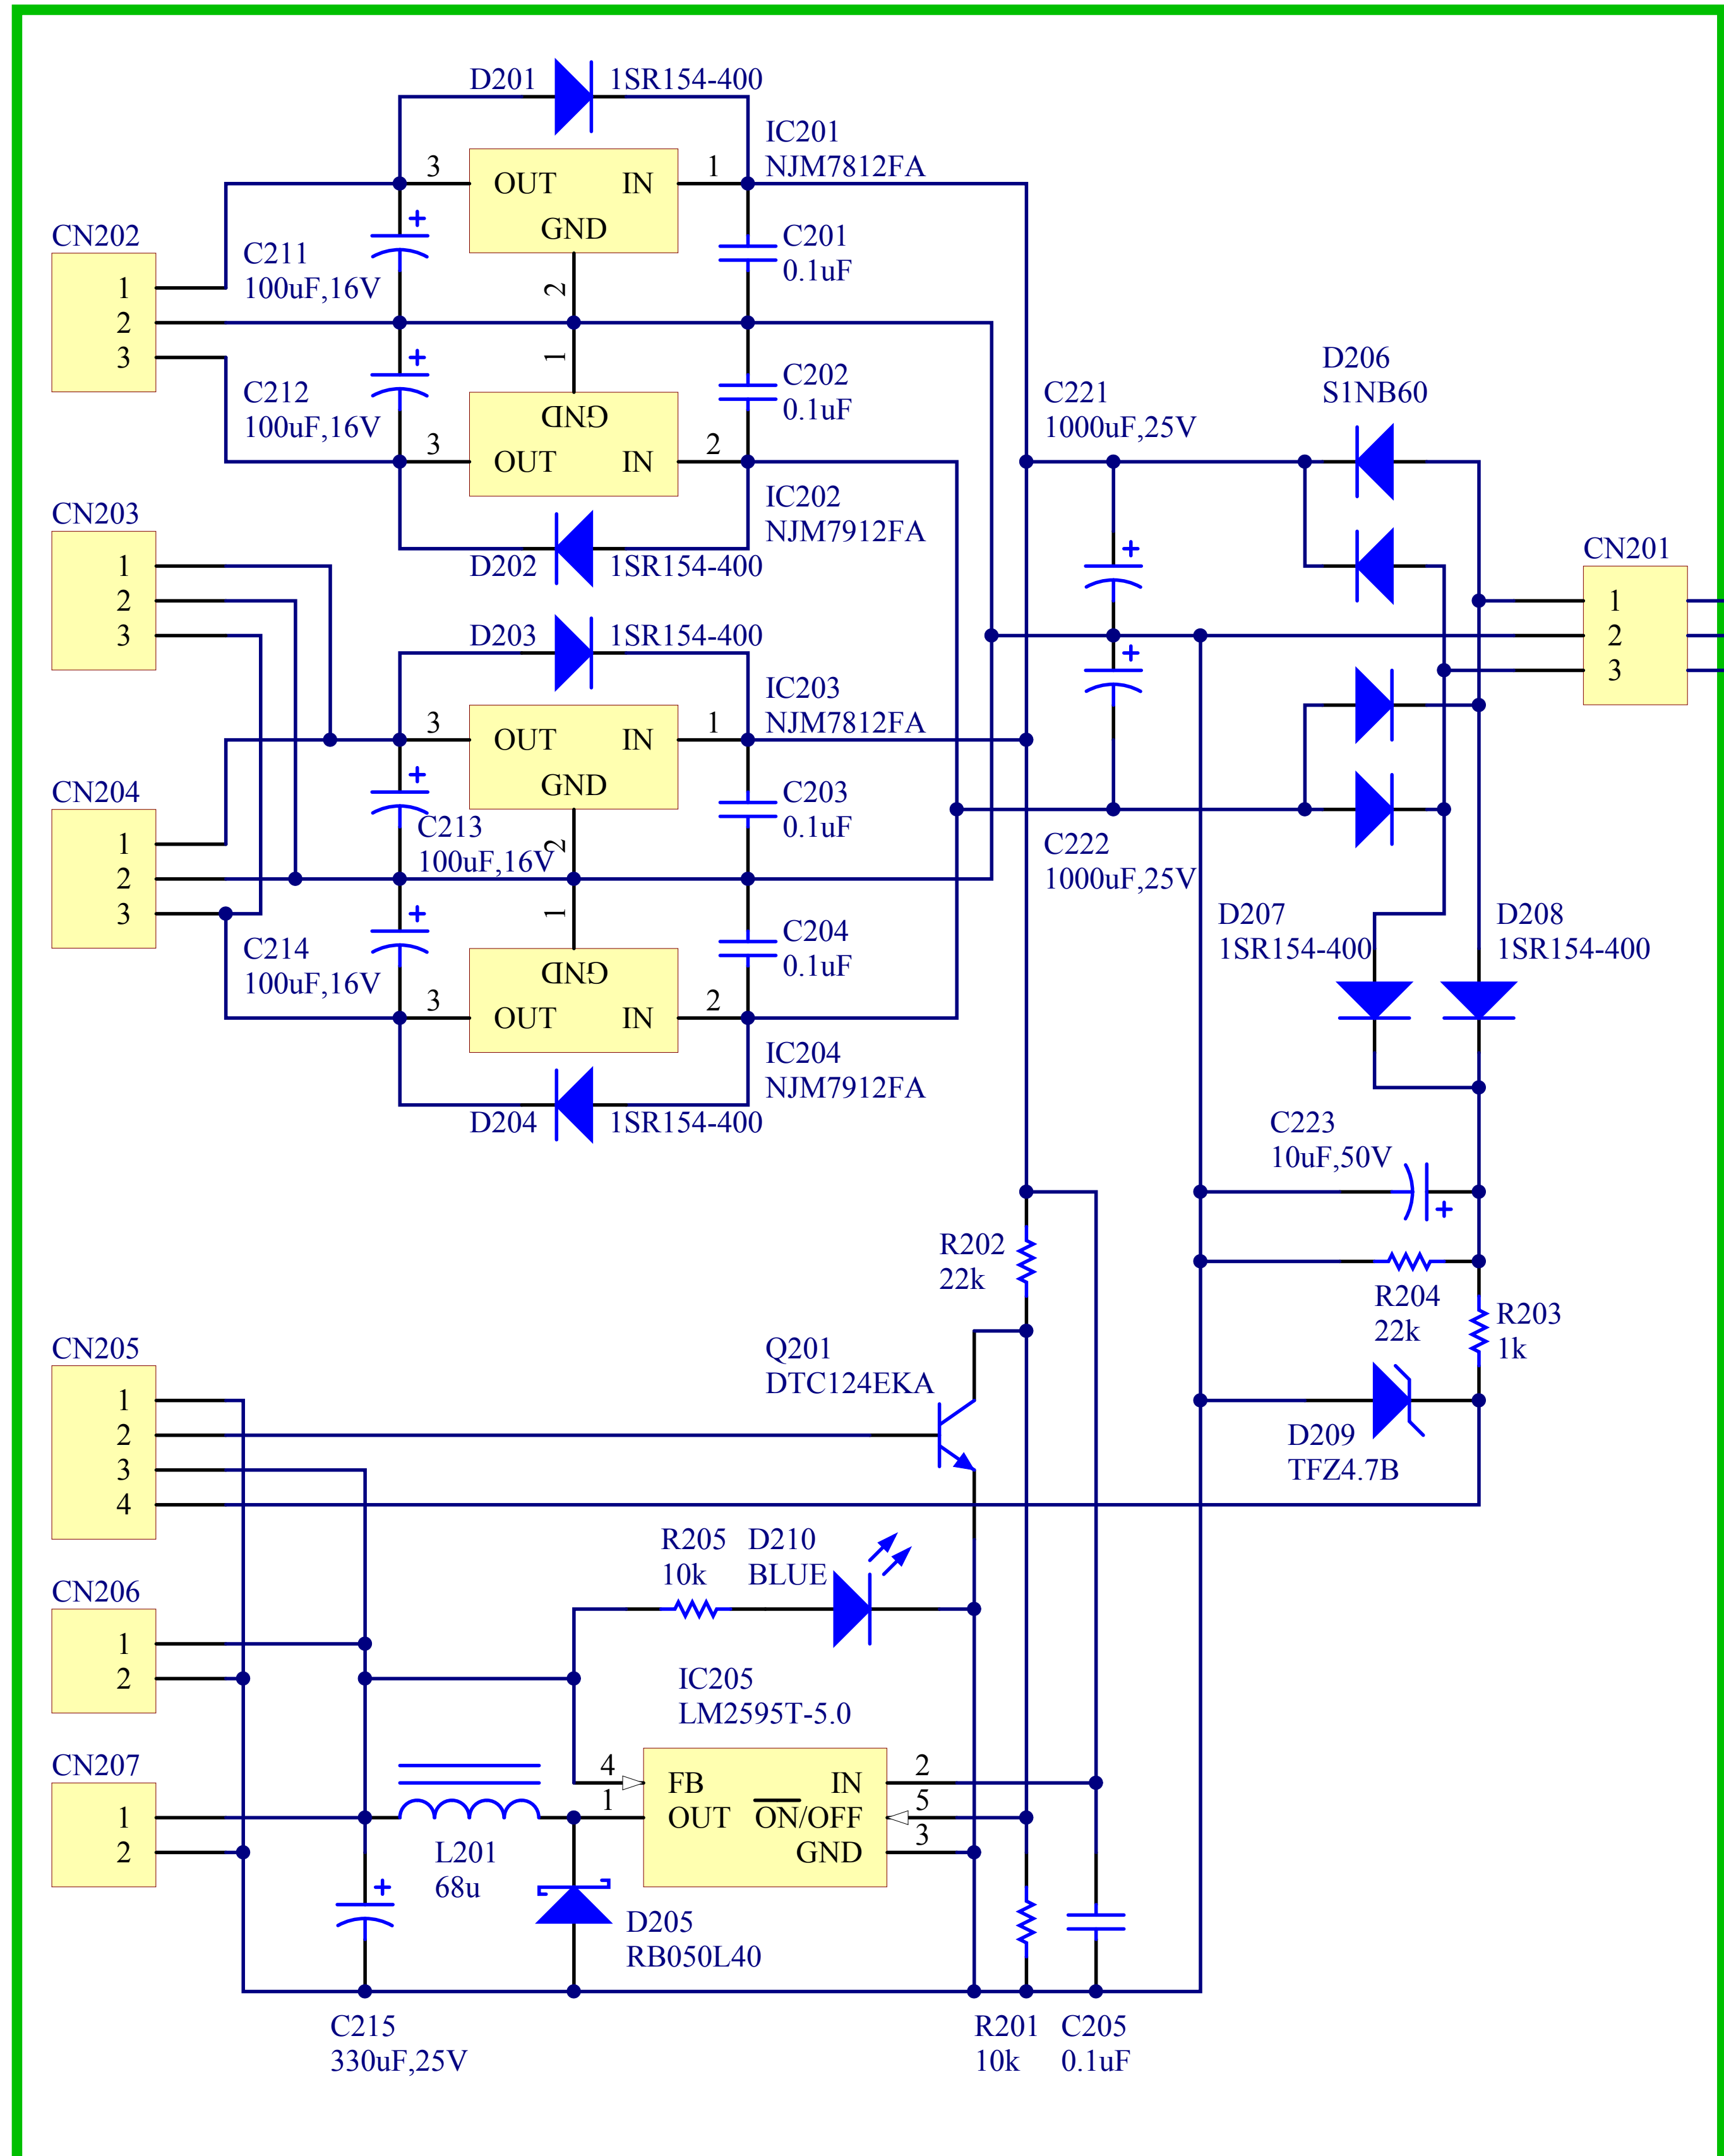 D201
1SR154-400
IC201
NJM7812FA
3
OUT
IN
1
GND
2
CN202
1
2
3
C211
100uF,16V
C201
0.1uF
C212
100uF,16V
C202
0.1uF
1
GND
3
OUT
IN
2
IC202
NJM7912FA
D202
1SR154-400
C221
1000uF,25V
D206
S1NB60
CN203
1
2
3
CN201
1
2
3
D203
1SR154-400
IC203
NJM7812FA
3
OUT
IN
1
GND
2
CN204
1
2
3
C213
100uF,16V
C203
0.1uF
C222
1000uF,25V
C214
100uF,16V
C204
0.1uF
1
GND
3
OUT
IN
2
IC204
NJM7912FA
D204
1SR154-400
D207
1SR154-400
D208
1SR154-400
C223
10uF,50V
R202
22k
R204
22k
R203
1k
CN205
1
2
3
4
Q201
DTC124EKA
D209
TFZ4.7B
R205
10k
D210
BLUE
CN206
1
2
IC205
LM2595T-5.0
CN207
1
2
4
FB
IN
2
1
OUT
ON/OFF
5
GND
3
L201
68u
D205
RB050L40
C215
330uF,25V
R201
10k
C205
0.1uF